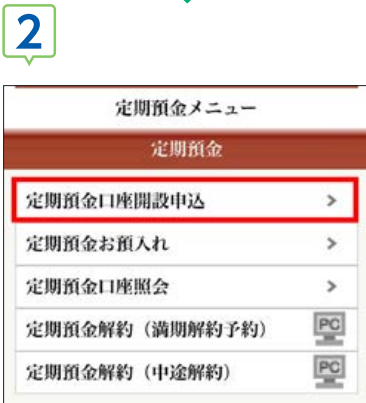 2
定期預金メニュー
定期預金
定期預金口座開設申込 >
定期預金お預入れ >
定期預金口座照会 >
定期預金解約（満期解約予約） PC
定期預金解約（中途解約） PC